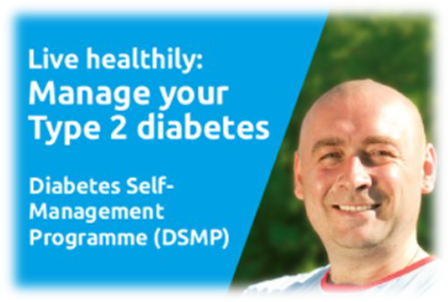 Live healthily:
Manage your
Type 2 diabetes
Diabetes Self-
Management
Programme (DSMP)